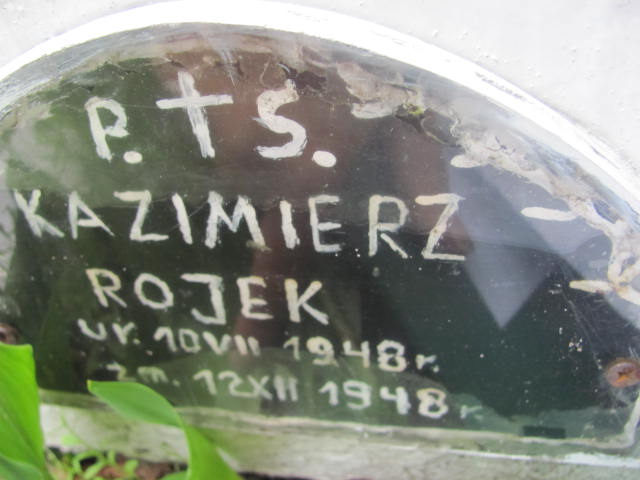 P. † S.
KAZIMIERZ
ROJEK
ur. 10 VII 1948 r.
zm. 12 XII 1948 r.